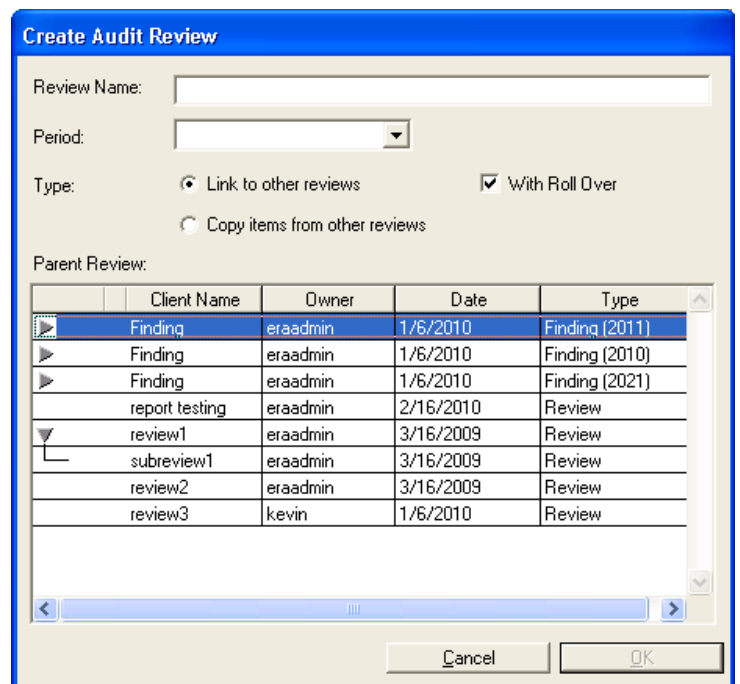 Create Audit Review
Review Name:
Period:
Type: Link to other reviews With Roll Over
Copy items from other reviews
Parent Review:
Client Name Owner Date Type
Finding eraadmin 1/6/2010 Finding (2011)
Finding eraadmin 1/6/2010 Finding (2010)
Finding eraadmin 1/6/2010 Finding (2021)
report testing eraadmin 2/16/2010 Review
review1 eraadmin 3/16/2009 Review
subreview1 eraadmin 3/16/2009 Review
review2 eraadmin 3/16/2009 Review
review3 kevin 1/6/2010 Review
Cancel OK